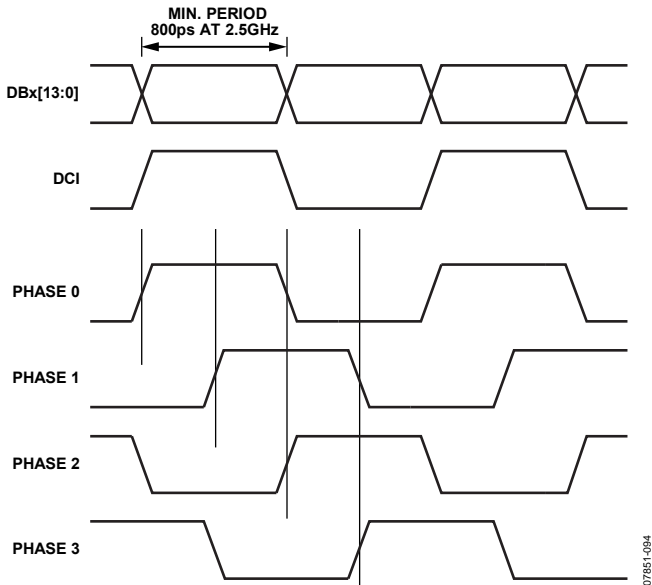 MIN. PERIOD
800ps AT 2.5GHz
DBx[13:0]
DCI
PHASE 0
PHASE 1
PHASE 2
PHASE 3
07851-094